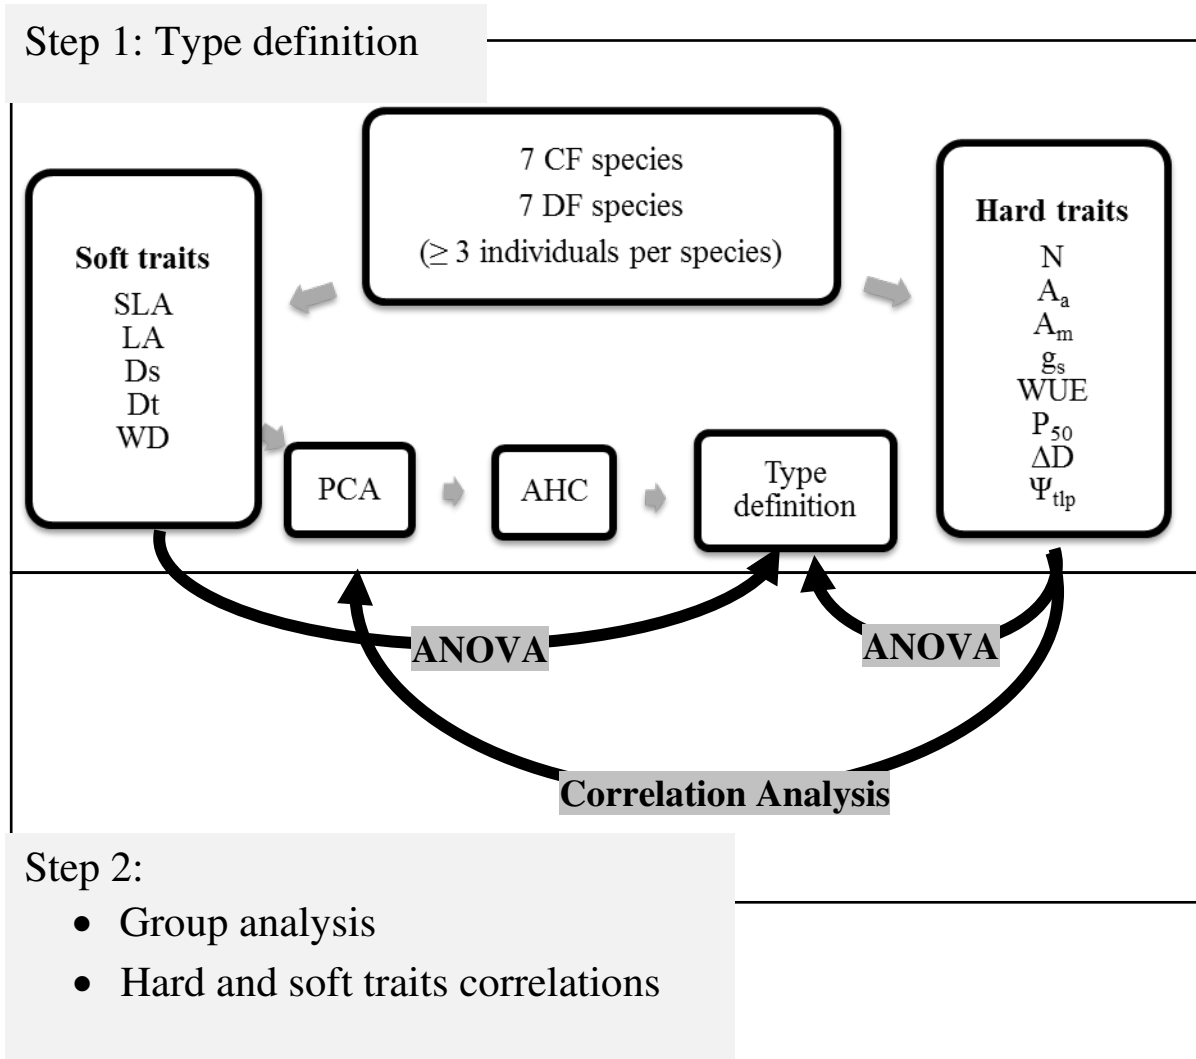 Step 1: Type definition
7 CF species
7 DF species
(≥ 3 individuals per species)
Soft traits
SLA
LA
Ds
Dt
WD
Hard traits
N
Aₐ
Aₘ
gₛ
WUE
P₅₀
ΔD
Ψₜₗₚ
PCA
AHC
Type
definition
ANOVA
ANOVA
Correlation Analysis
Step 2:
• Group analysis
• Hard and soft traits correlations